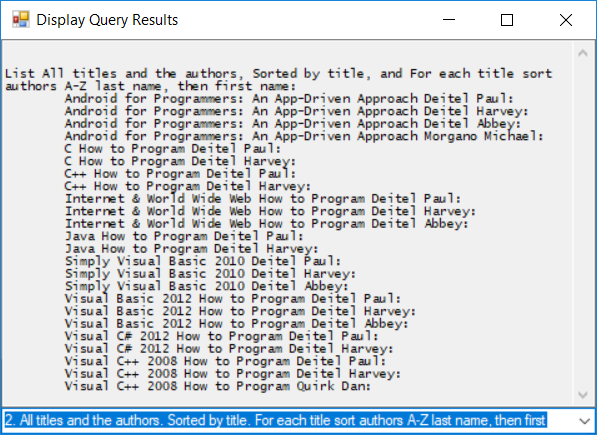 Display Query Results
List All titles and the authors, Sorted by title, and For each title sort
authors A-Z last name, then first name:
Android for Programmers: An App-Driven Approach Deitel Paul:
Android for Programmers: An App-Driven Approach Deitel Harvey:
Android for Programmers: An App-Driven Approach Deitel Abbey:
Android for Programmers: An App-Driven Approach Morgano Michael:
C How to Program Deitel Paul:
C How to Program Deitel Harvey:
C++ How to Program Deitel Paul:
C++ How to Program Deitel Harvey:
Internet & World Wide Web How to Program Deitel Paul:
Internet & World Wide Web How to Program Deitel Harvey:
Internet & World Wide Web How to Program Deitel Abbey:
Java How to Program Deitel Paul:
Java How to Program Deitel Harvey:
Simply Visual Basic 2010 Deitel Paul:
Simply Visual Basic 2010 Deitel Harvey:
Simply Visual Basic 2010 Deitel Abbey:
Visual Basic 2012 How to Program Deitel Paul:
Visual Basic 2012 How to Program Deitel Harvey:
Visual Basic 2012 How to Program Deitel Abbey:
Visual C# 2012 How to Program Deitel Paul:
Visual C# 2012 How to Program Deitel Harvey:
Visual C++ 2008 How to Program Deitel Paul:
Visual C++ 2008 How to Program Deitel Harvey:
Visual C++ 2008 How to Program Quirk Dan:
2. All titles and the authors. Sorted by title. For each title sort authors A-Z last name, then first